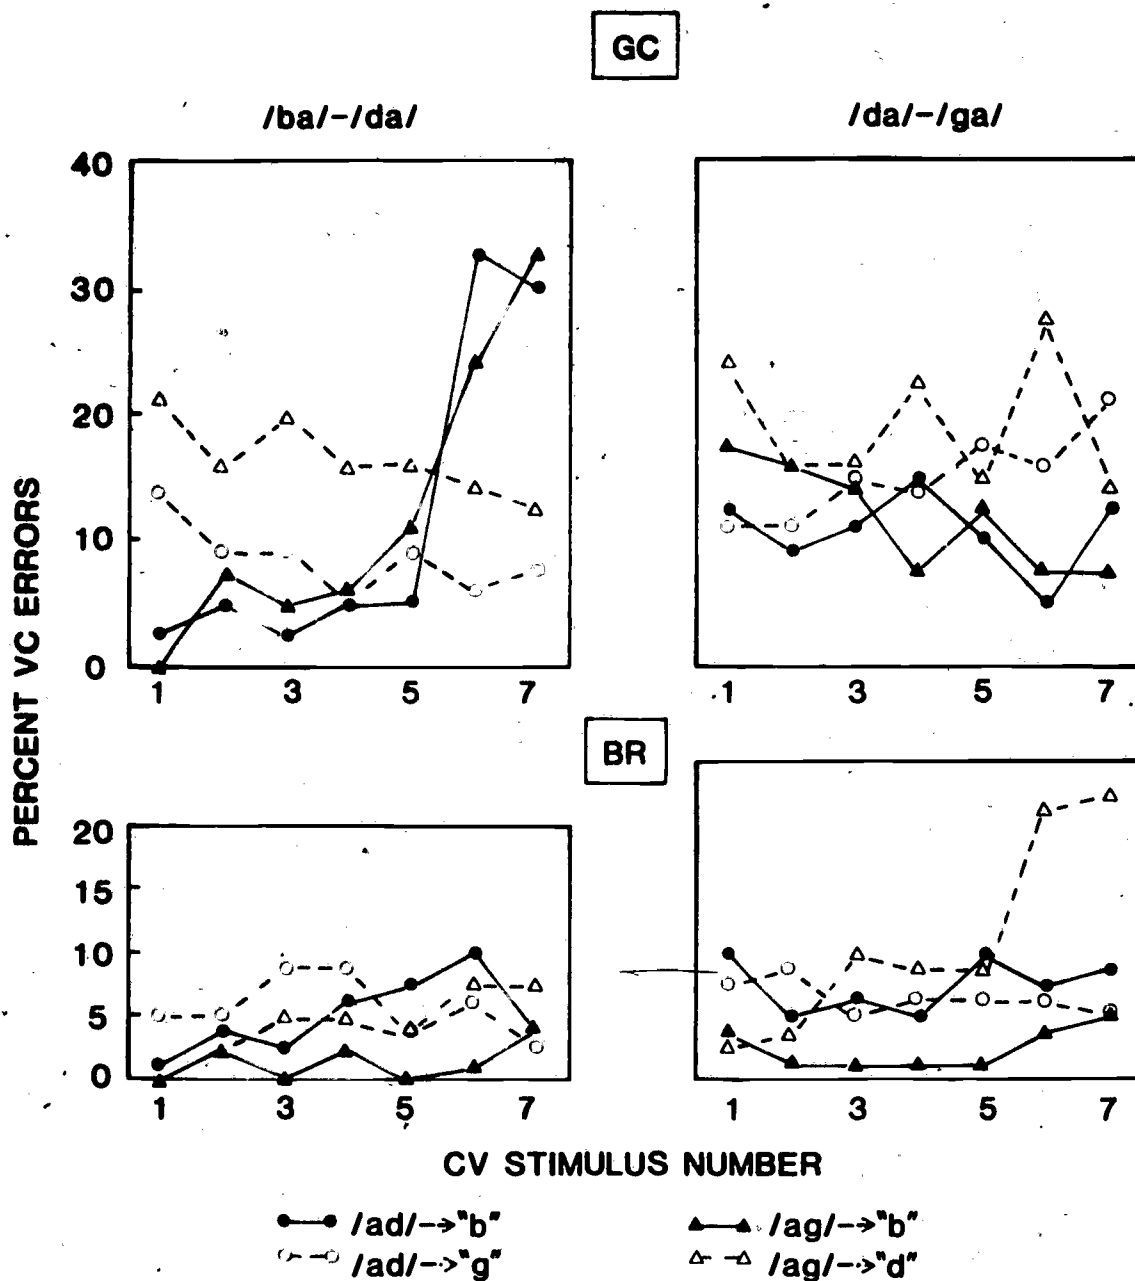 GC
/ba/-/da/ /da/-/ga/
40
30
20
10
0
1 3 5 7 1 3 5 7
PERCENT VC ERRORS
BR
20
15
10
5
0
1 3 5 7 1 3 5 7
CV STIMULUS NUMBER
/ad/-->"b" /ag/-->"b"
/ad/-->"g" /ag/-->"d"